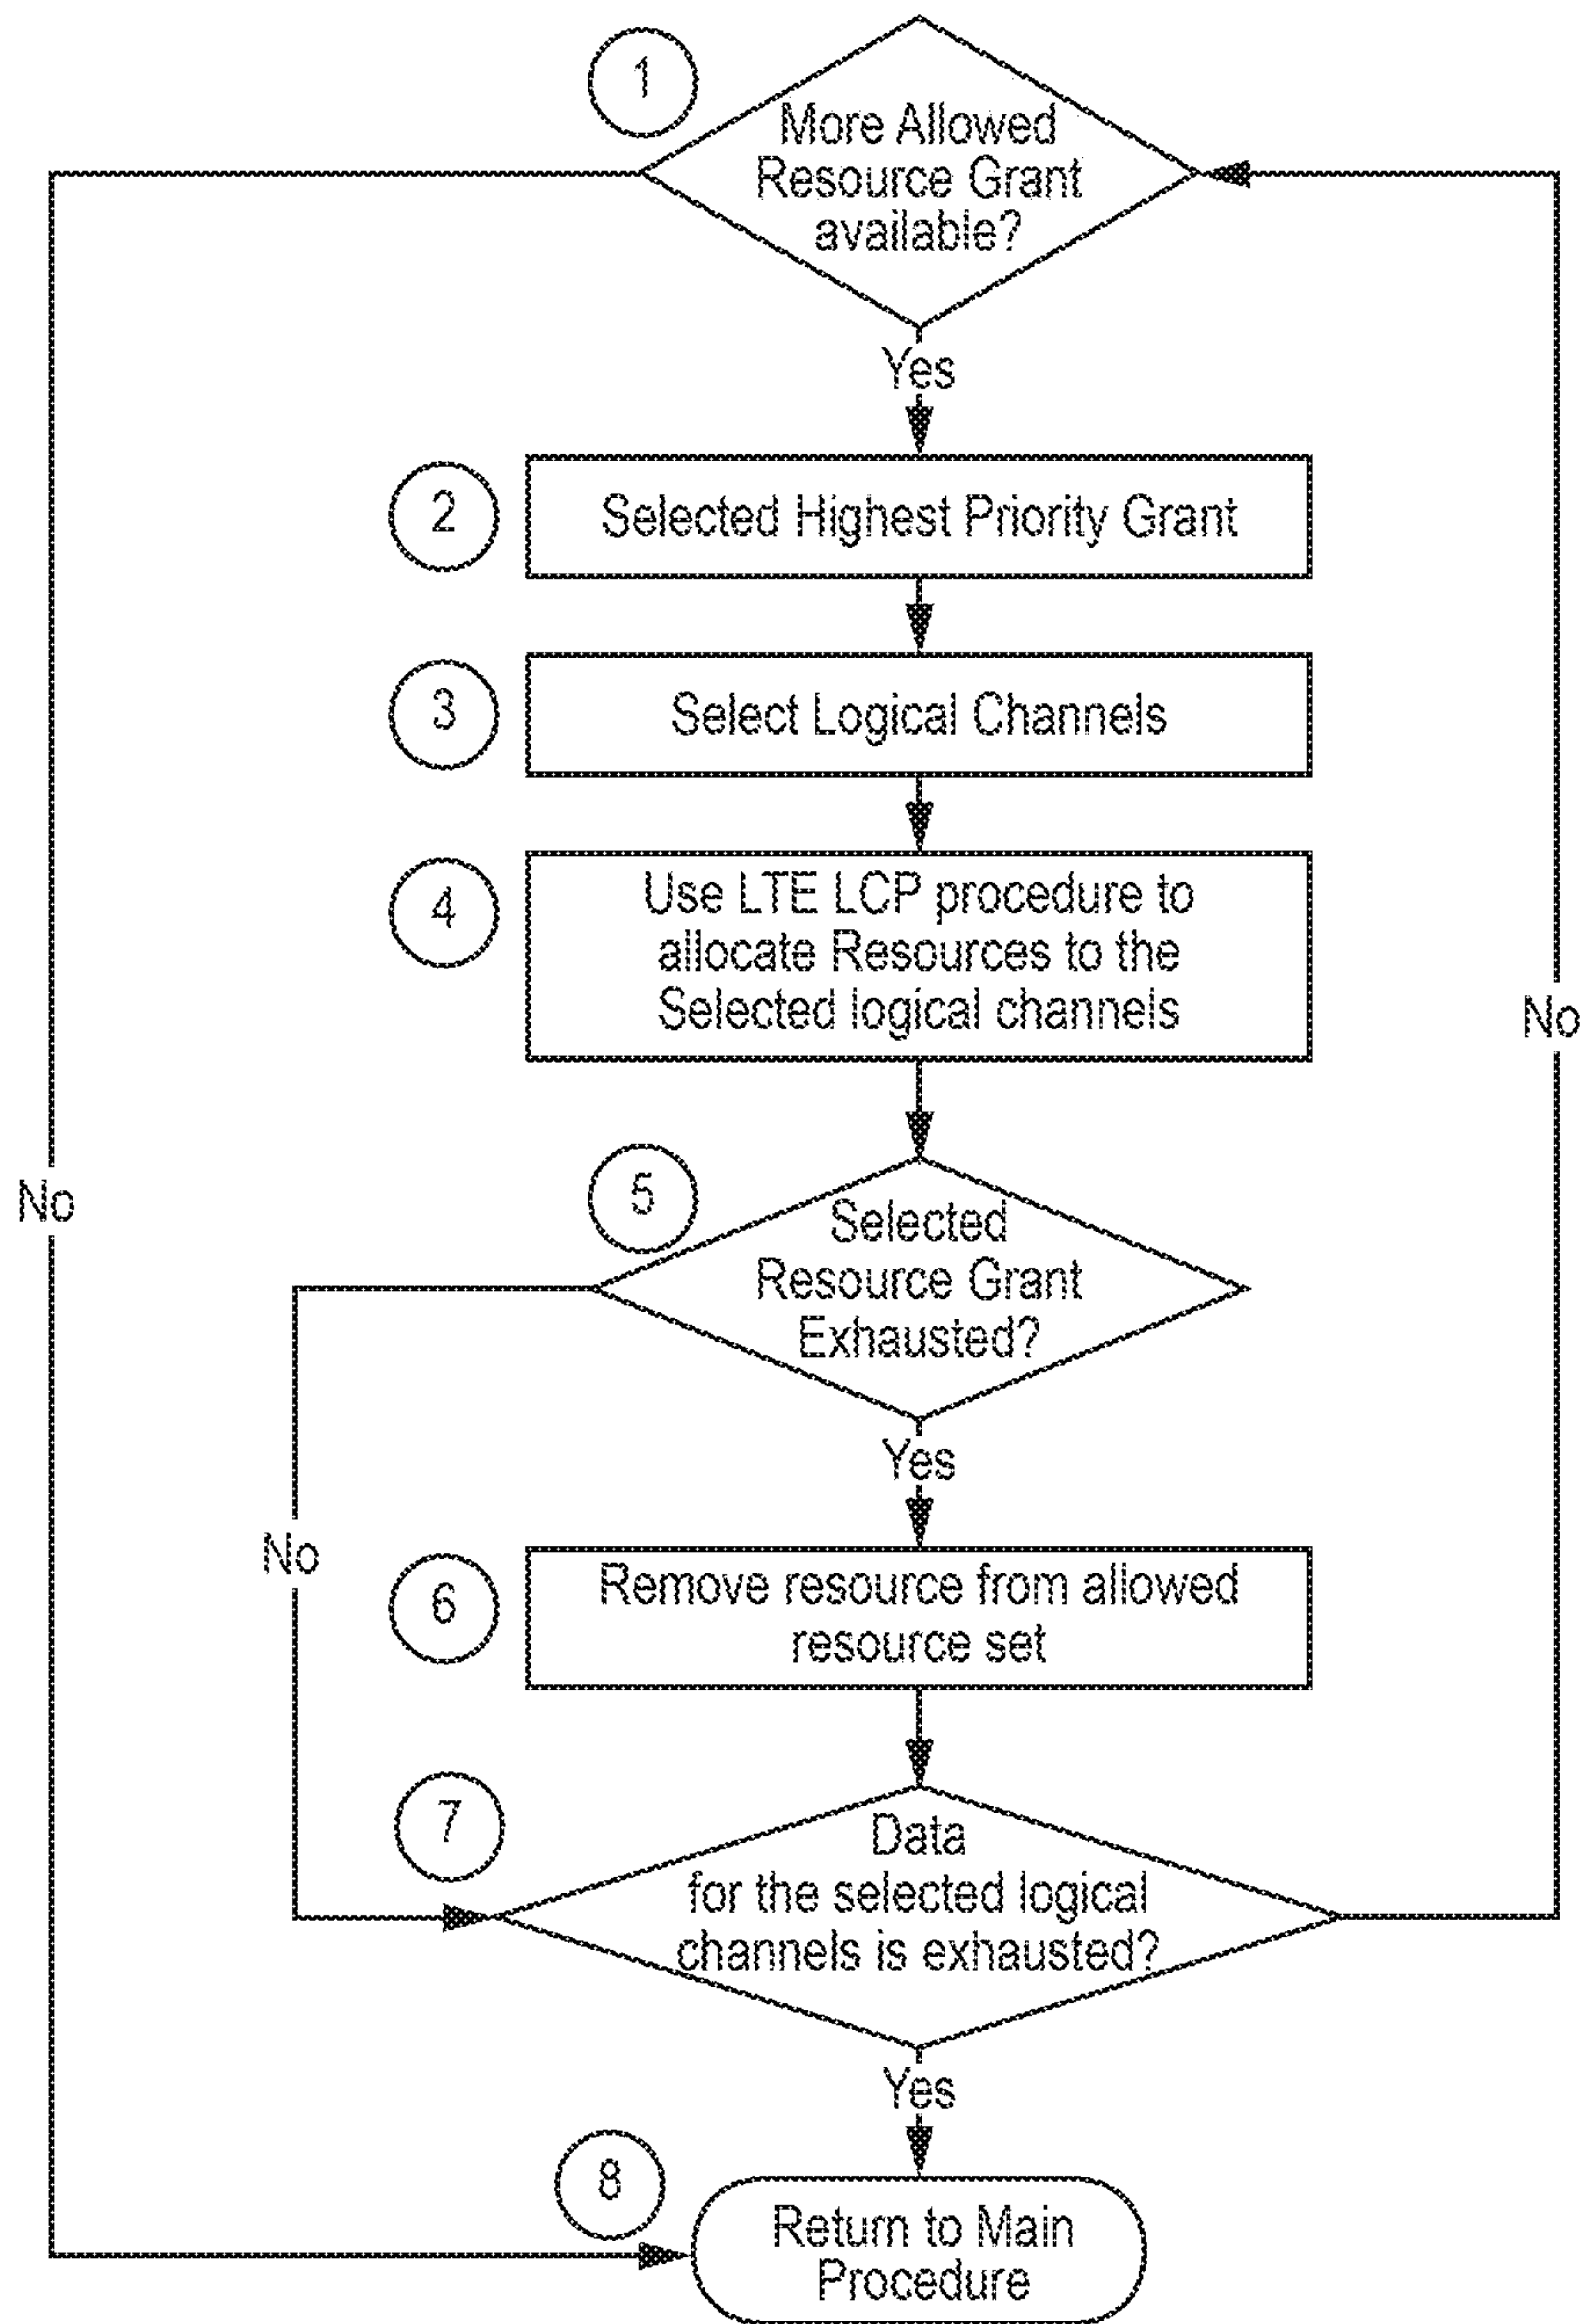 1
More Allowed
Resource Grant
available?
Yes
2
Selected Highest Priority Grant
3
Select Logical Channels
4
Use LTE LCP procedure to
allocate Resources to the
Selected logical channels
No
No
5
Selected
Resource Grant
Exhausted?
Yes
No
6
Remove resource from allowed
resource set
7
Data
for the selected logical
channels is exhausted?
Yes
8
Return to Main
Procedure